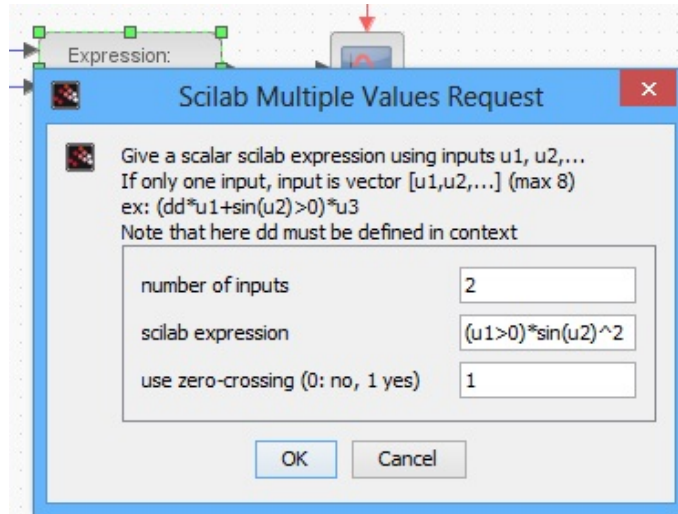 Expression:
Scilab Multiple Values Request
Give a scalar scilab expression using inputs u1, u2,...
If only one input, input is vector [u1,u2,...] (max 8)
ex: (dd*u1+sin(u2)>0)*u3
Note that here dd must be defined in context
number of inputs 2
scilab expression (u1>0)*sin(u2)^2
use zero-crossing (0: no, 1 yes) 1
OK Cancel